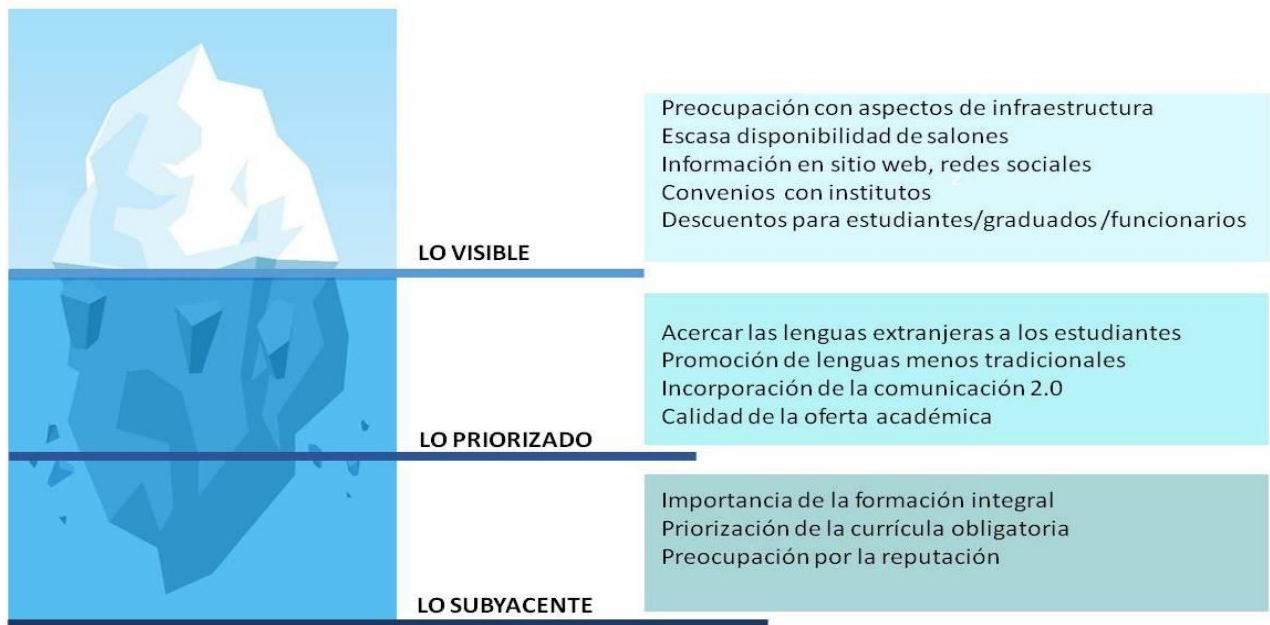 Preocupación con aspectos de infraestructura
Escasa disponibilidad de salones
Información en sitio web, redes sociales
Convenios con institutos
Descuentos para estudiantes/graduados/funcionarios
LO VISIBLE
Acercar las lenguas extranjeras a los estudiantes
Promoción de lenguas menos tradicionales
Incorporación de la comunicación 2.0
Calidad de la oferta académica
LO PRIORIZADO
Importancia de la formación integral
Priorización de la currícula obligatoria
Preocupación por la reputación
LO SUBYACENTE